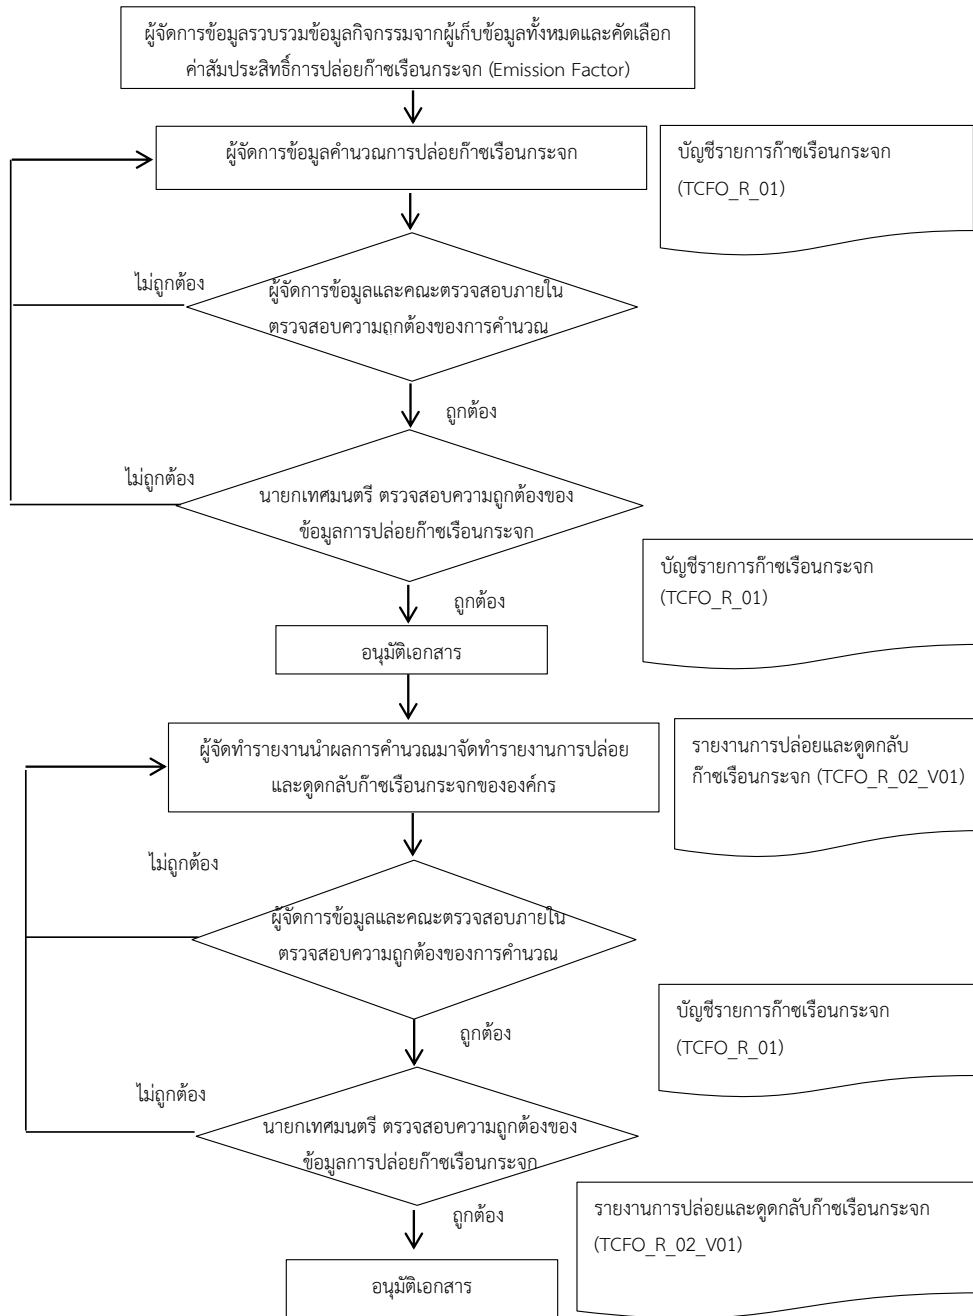 ผู้จัดการข้อมูลรวบรวมข้อมูลกิจกรรมจากผู้เก็บข้อมูลทั้งหมดและคัดเลือก
ค่าสัมประสิทธิ์การปล่อยก๊าซเรือนกระจก (Emission Factor)
ผู้จัดการข้อมูลคำนวณการปล่อยก๊าซเรือนกระจก
บัญชีรายการก๊าซเรือนกระจก
(TCFO_R_01)
ไม่ถูกต้อง
ผู้จัดการข้อมูลและคณะตรวจสอบภายใน
ตรวจสอบความถูกต้องของการคำนวณ
ถูกต้อง
ไม่ถูกต้อง
นายกเทศมนตรี ตรวจสอบความถูกต้องของ
ข้อมูลการปล่อยก๊าซเรือนกระจก
บัญชีรายการก๊าซเรือนกระจก
(TCFO_R_01)
ถูกต้อง
อนุมัติเอกสาร
ผู้จัดทำรายงานนำผลการคำนวณมาจัดทำรายงานการปล่อย
และดูดกลับก๊าซเรือนกระจกขององค์กร
รายงานการปล่อยและดูดกลับ
ก๊าซเรือนกระจก (TCFO_R_02_V01)
ไม่ถูกต้อง
ผู้จัดการข้อมูลและคณะตรวจสอบภายใน
ตรวจสอบความถูกต้องของการคำนวณ
บัญชีรายการก๊าซเรือนกระจก
(TCFO_R_01)
ถูกต้อง
ไม่ถูกต้อง
นายกเทศมนตรี ตรวจสอบความถูกต้องของ
ข้อมูลการปล่อยก๊าซเรือนกระจก
รายงานการปล่อยและดูดกลับก๊าซเรือนกระจก
(TCFO_R_02_V01)
ถูกต้อง
อนุมัติเอกสาร